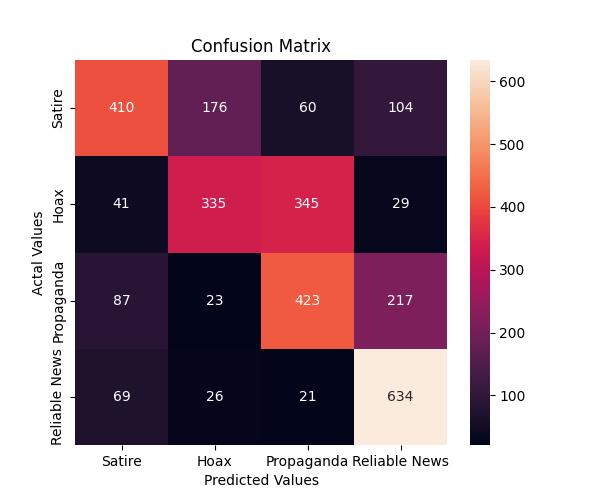 Confusion Matrix
Actal Values
Satire
410 176 60 104
Hoax
41 335 345 29
Propaganda
87 23 423 217
Reliable News
69 26 21 634
Satire Hoax Propaganda Reliable News
Predicted Values
600
500
400
300
200
100